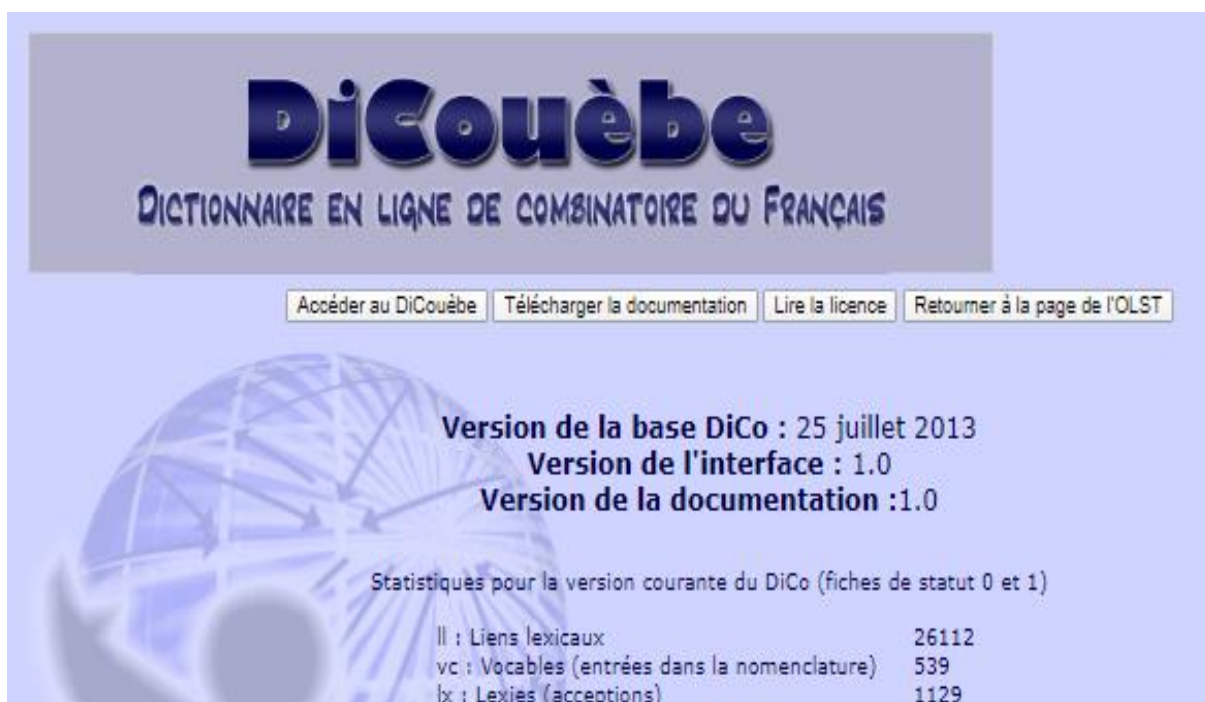 DiCouèbe
Dictionnaire en ligne de combinatoire du Français
Accéder au DiCouèbe Télécharger la documentation Lire la licence Retourner à la page de l'OLST
Version de la base DiCo : 25 juillet 2013
Version de l'interface : 1.0
Version de la documentation :1.0
Statistiques pour la version courante du DiCo (fiches de statut 0 et 1)
ll : Liens lexicaux 26112
vc : Vocables (entrées dans la nomenclature) 539
lx : Lexies (acceptions) 1129